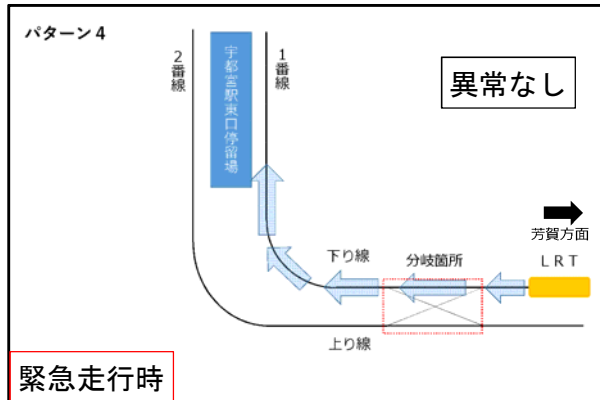 パターン４
２番線
宇都宮駅東口停留場
１番線
異常なし
芳賀方面
下り線
分岐箇所
ＬＲＴ
上り線
緊急走行時